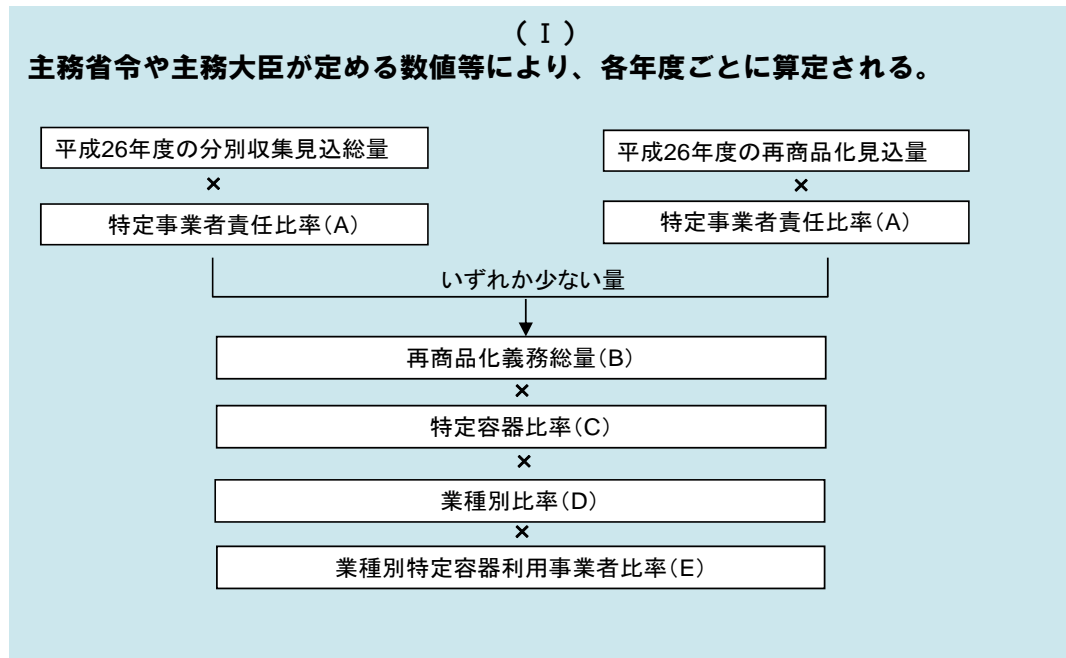 （Ⅰ）
主務省令や主務大臣が定める数値等により、各年度ごとに算定される。
平成26年度の分別収集見込総量
×
特定事業者責任比率(A)
平成26年度の再商品化見込量
×
特定事業者責任比率(A)
いずれか少ない量
再商品化義務総量(B)
×
特定容器比率(C)
×
業種別比率(D)
×
業種別特定容器利用事業者比率(E)